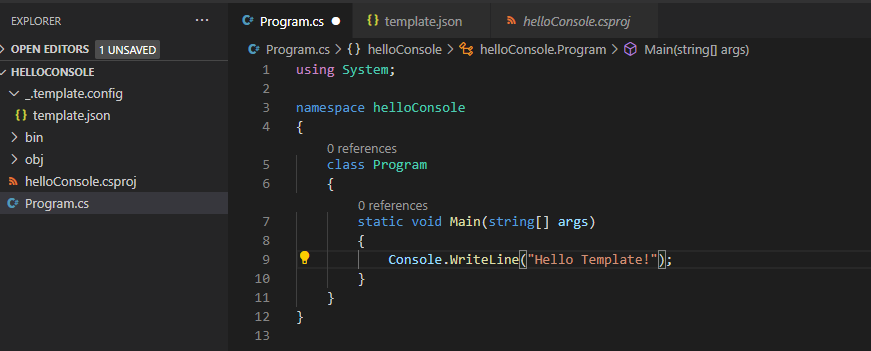 EXPLORER ...
OPEN EDITORS 1 UNSAVED
HELLOCONSOLE
_.template.config
{} template.json
bin
obj
helloConsole.csproj
C# Program.cs
C# Program.cs ● {} template.json helloConsole.csproj
C# Program.cs > {} helloConsole > helloConsole.Program > Main(string[] args)
1 using System;
2
3 namespace helloConsole
4 {
0 references
5 class Program
6 {
0 references
7 static void Main(string[] args)
8 {
9 Console.WriteLine("Hello Template!");
10 }
11 }
12 }
13